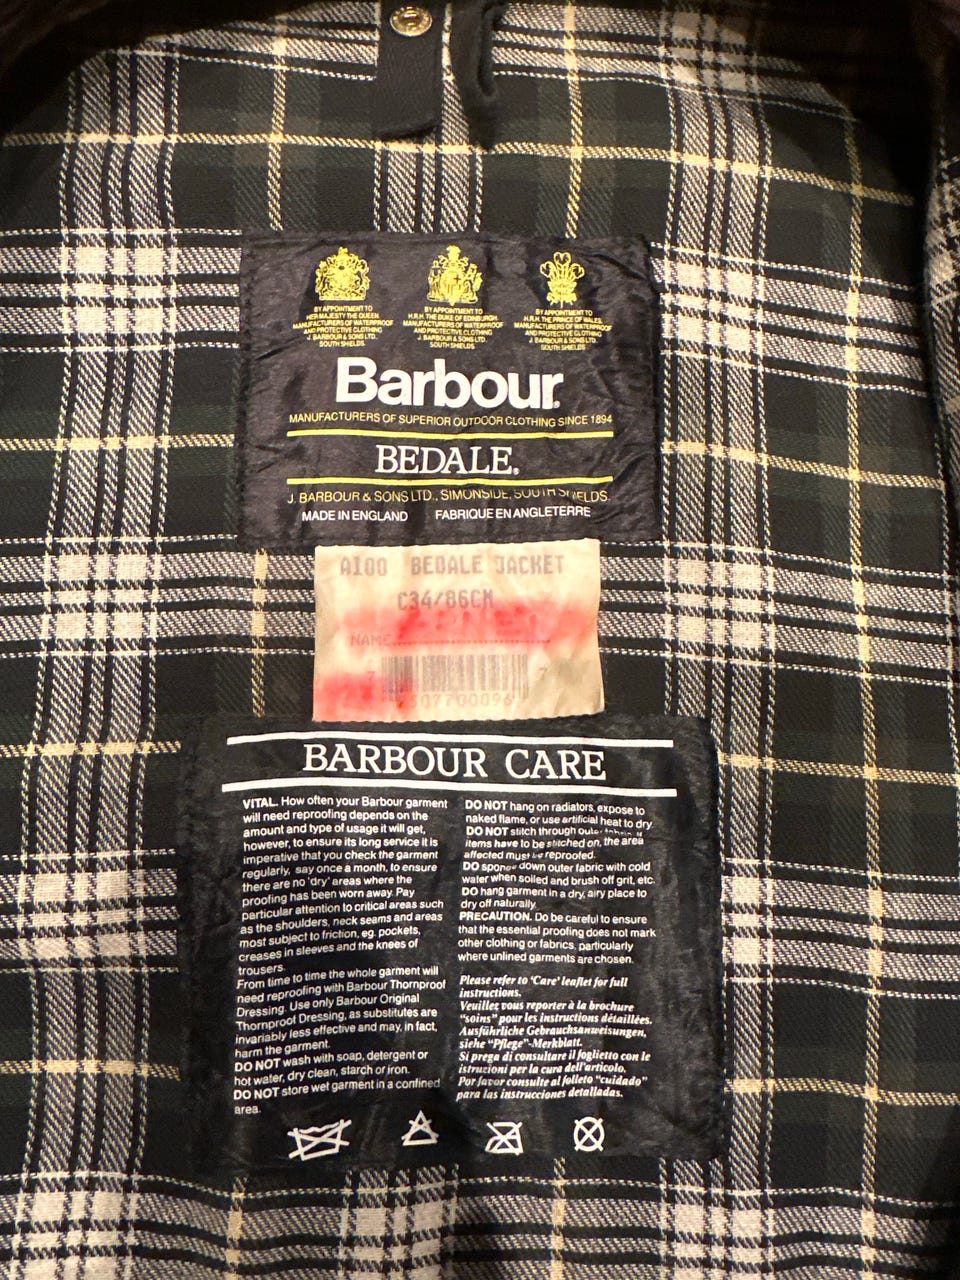 BY APPOINTMENT TO
HER MAJESTY THE QUEEN
MANUFACTURERS OF WATERPROOF
AND PROTECTIVE CLOTHING
J. BARBOUR & SONS LTD.
SOUTH SHIELDS
BY APPOINTMENT TO
H.R.H. THE DUKE OF EDINBURGH
MANUFACTURERS OF WATERPROOF
AND PROTECTIVE CLOTHING
J. BARBOUR & SONS LTD.
SOUTH SHIELDS
BY APPOINTMENT TO
H.R.H. THE PRINCE OF WALES
MANUFACTURERS OF WATERPROOF
AND PROTECTIVE CLOTHING
J. BARBOUR & SONS LTD.
SOUTH SHIELDS
Barbour®
MANUFACTURERS OF SUPERIOR OUTDOOR CLOTHING SINCE 1894
BEDALE®
J. BARBOUR & SONS LTD., SIMONSIDE, SOUTH SHIELDS.
MADE IN ENGLAND FABRIQUE EN ANGLETERRE
A100 BEDALE JACKET
C34/86CM
NAME
7 7
BARBOUR CARE
VITAL. How often your Barbour garment
will need reproofing depends on the
amount and type of usage it will get,
however, to ensure its long service it is
imperative that you check the garment
regularly, say once a month, to ensure
there are no 'dry' areas where the
proofing has been worn away. Pay
particular attention to critical areas such
as the shoulders, neck seams and areas
most subject to friction, eg. pockets,
creases in sleeves and the knees of
trousers.
From time to time the whole garment will
need reproofing with Barbour Thornproof
Dressing. Use only Barbour Original
Thornproof Dressing, as substitutes are
invariably less effective and may, in fact,
harm the garment.
DO NOT wash with soap, detergent or
hot water, dry clean, starch or iron.
DO NOT store wet garment in a confined
area.
DO NOT hang on radiators, expose to
naked flame, or use artificial heat to dry.
DO NOT stitch through outer fabric. If
items have to be stitched on, the area
affected must be reproofed.
DO sponge down outer fabric with cold
water when soiled and brush off grit, etc.
DO hang garment in a dry, airy place to
dry off naturally.
PRECAUTION. Do be careful to ensure
that the essential proofing does not mark
other clothing or fabrics, particularly
where unlined garments are chosen.
Please refer to 'Care' leaflet for full
instructions.
Veuillez vous reporter à la brochure
"soins" pour les instructions détaillées.
Ausführliche Gebrauchsanweisungen,
siehe "Pflege"-Merkblatt.
Si prega di consultare il foglietto con le
istruzioni per la cura dell'articolo.
Por favor consulte al folleto "cuidado"
para las instrucciones detalladas.